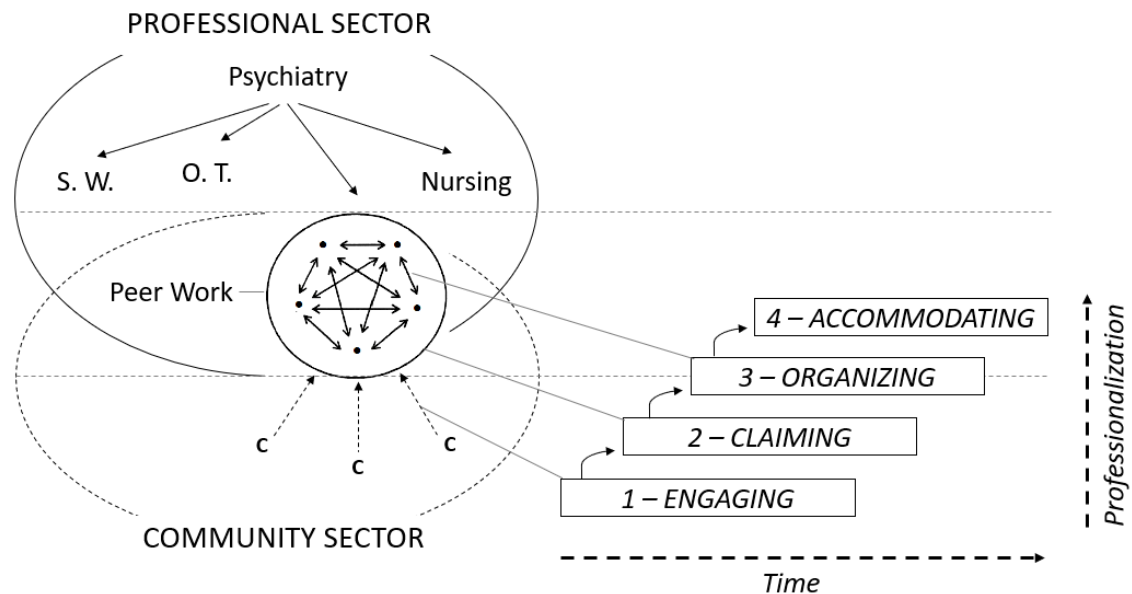 PROFESSIONAL SECTOR
Psychiatry
S. W.
O. T.
Nursing
Peer Work
4 – ACCOMMODATING
3 – ORGANIZING
2 – CLAIMING
1 – ENGAGING
C
C
C
COMMUNITY SECTOR
Time
Professionalization